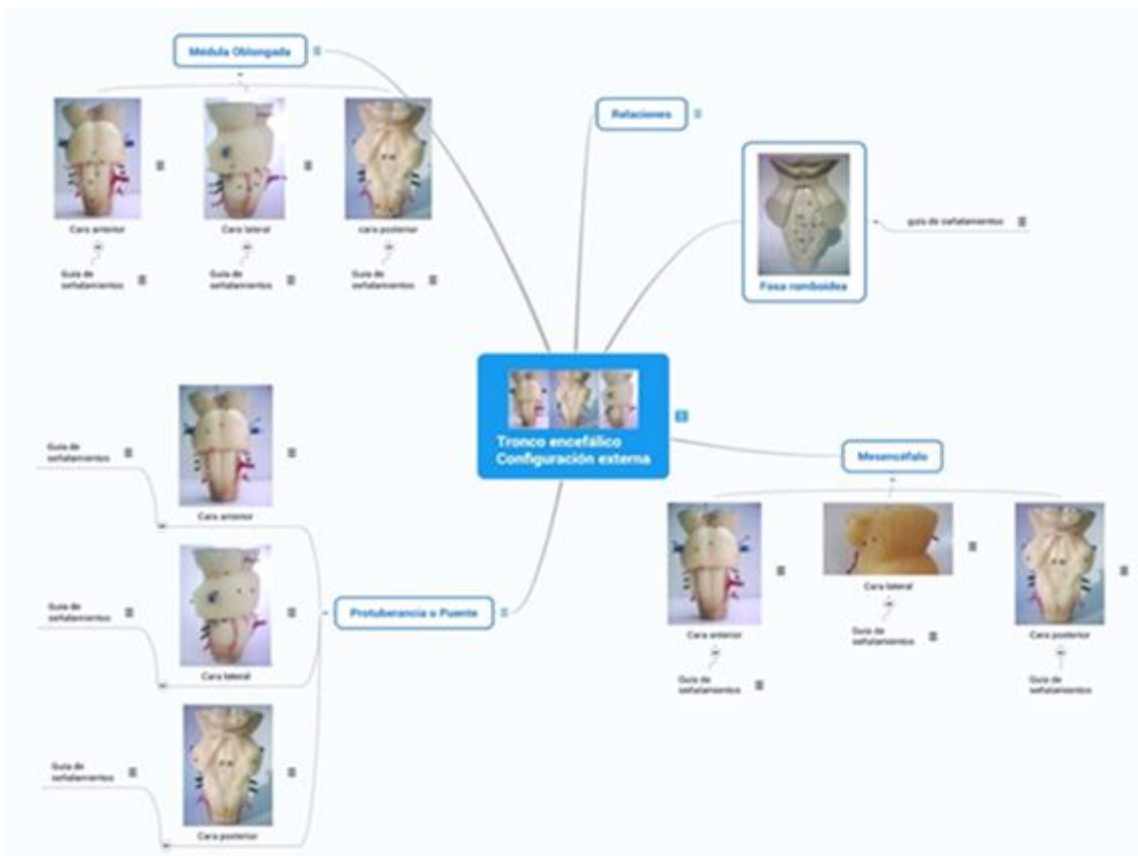 Médula Oblongada
Cara anterior
Cara lateral
cara posterior
Guía de
señalamientos
Guía de
señalamientos
Guía de
señalamientos
Relaciones
Fosa romboidea
guía de señalamientos
Tronco encefálico
Configuración externa
Mesencéfalo
Cara anterior
Cara lateral
Cara posterior
Guía de
señalamientos
Guía de
señalamientos
Guía de
señalamientos
Protuberancia o Puente
Guía de
señalamientos
Cara anterior
Guía de
señalamientos
Cara lateral
Guía de
señalamientos
Cara posterior